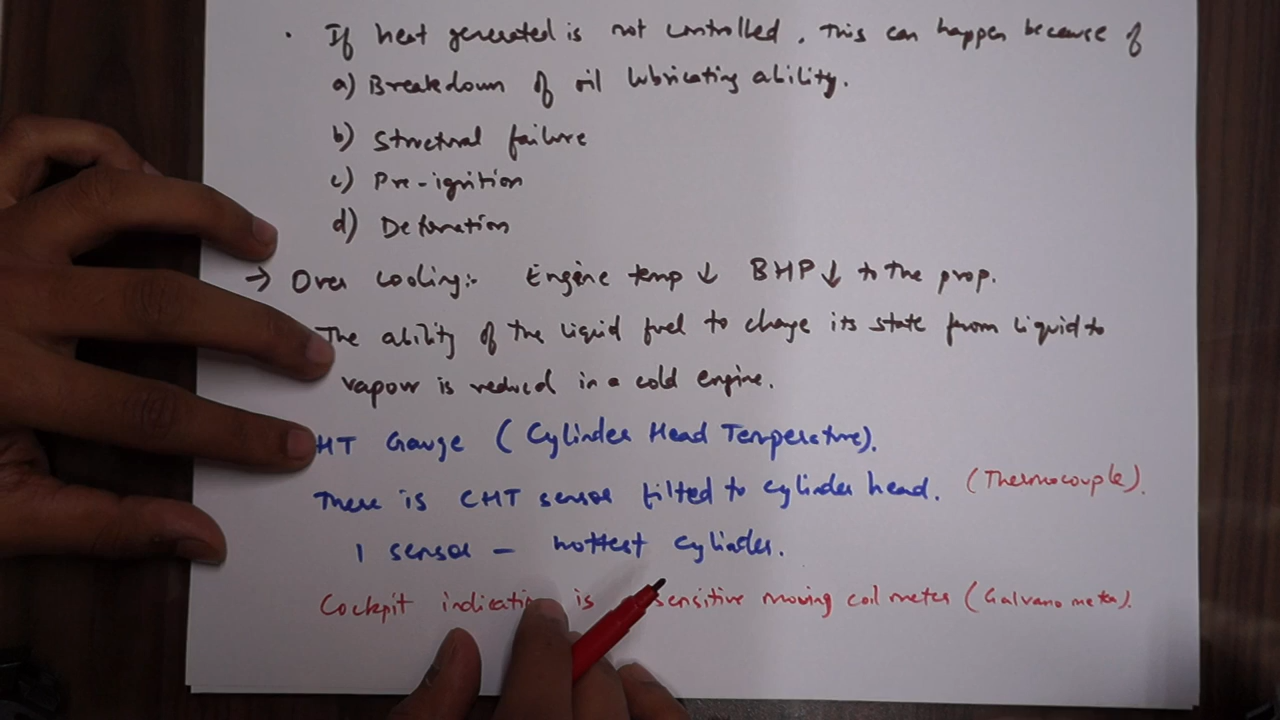 · If heat generated is not controlled. This can happen because of
a) Breakdown of oil lubricating ability.
b) Structural failure
c) Pre-ignition
d) Detonation
→ Over cooling:- Engine temp ↓ BHP ↓ to the prop.
The ability of the liquid fuel to change its state from liquid to
vapour is reduced in a cold engine.
HT Gauge (Cylinder Head Temperature).
There is CHT sensor fitted to cylinder head. (Thermocouple).
1 sensor – hottest cylinder.
Cockpit indication is sensitive moving coil meter (Galvanometer).